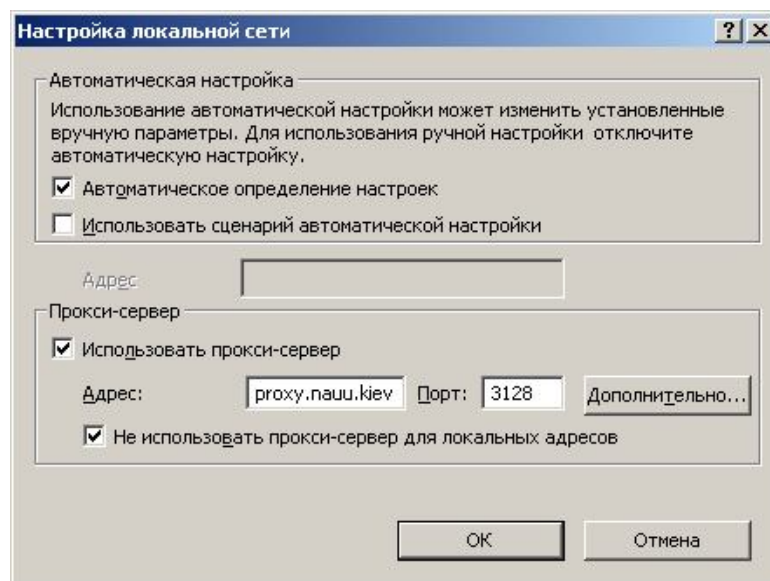 Настройка локальной сети
Автоматическая настройка
Использование автоматической настройки может изменить установленные
вручную параметры. Для использования ручной настройки отключите
автоматическую настройку.
Автоматическое определение настроек
Использовать сценарий автоматической настройки
Адрес
Прокси-сервер
Использовать прокси-сервер
Адрес: proxy.nauu.kiev Порт: 3128 Дополнительно...
Не использовать прокси-сервер для локальных адресов
ОК Отмена